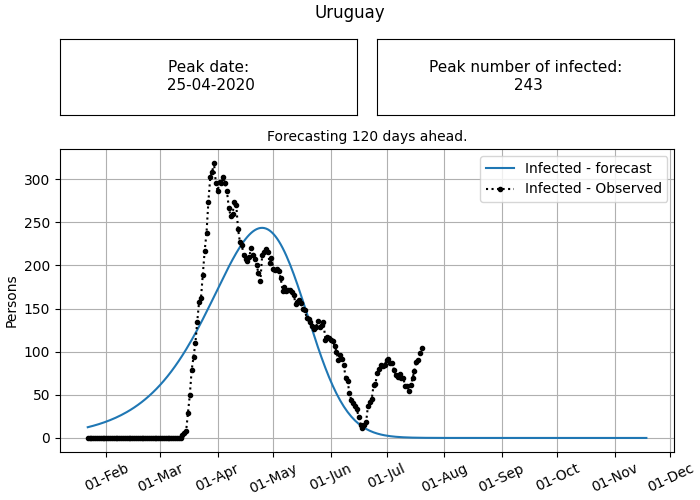 Uruguay
Peak date:
25-04-2020
Peak number of infected:
243
Forecasting 120 days ahead.
Infected - forecast
Infected - Observed
Persons
300
250
200
150
100
50
0
01-Feb
01-Mar
01-Apr
01-May
01-Jun
01-Jul
01-Aug
01-Sep
01-Oct
01-Nov
01-Dec